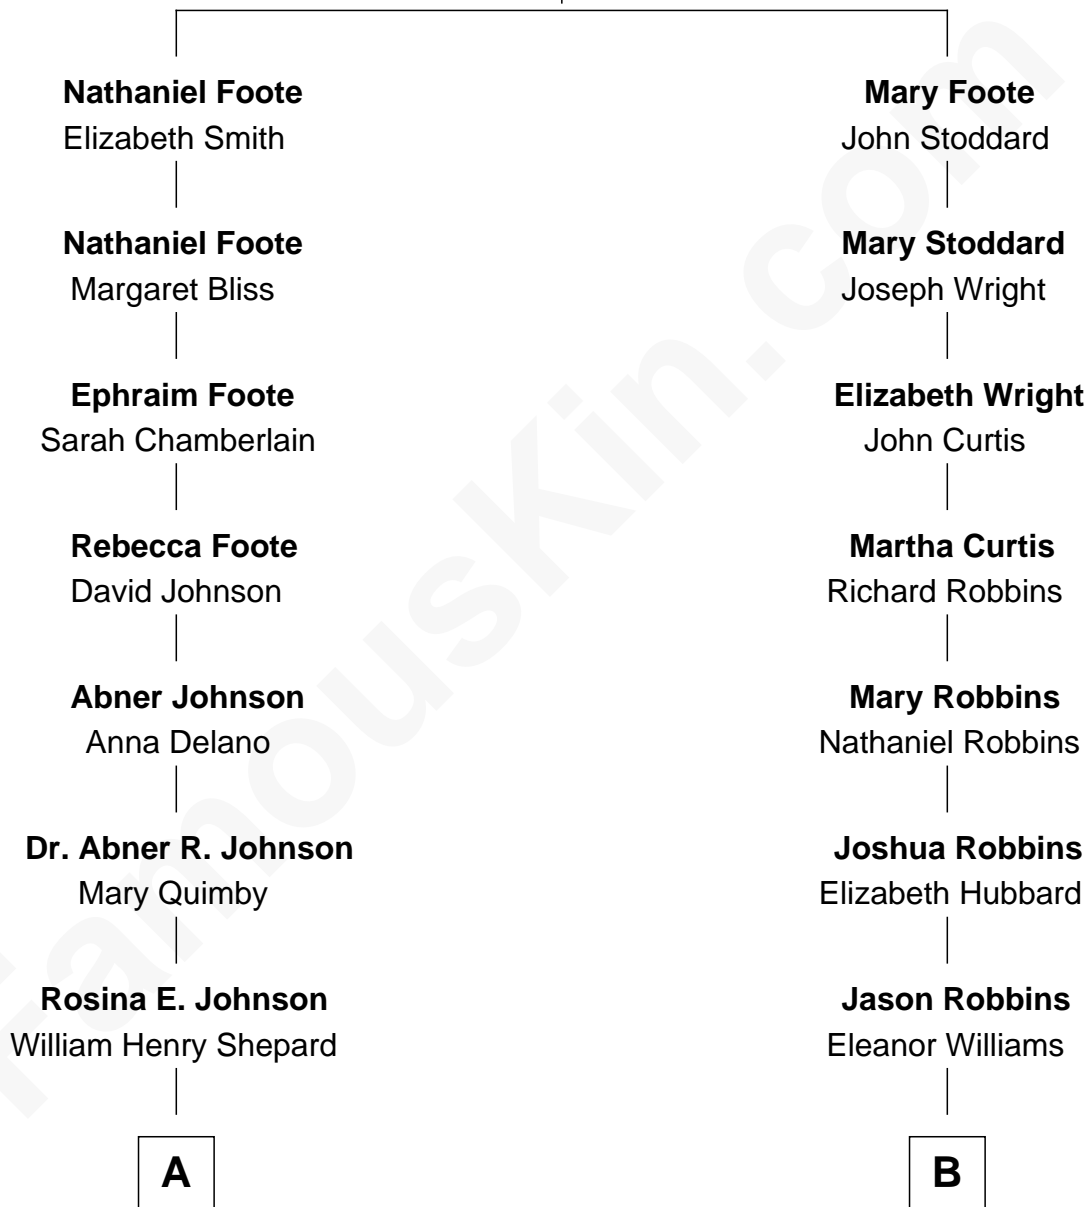 Nathaniel Foote
Elizabeth Smith
Nathaniel Foote
Margaret Bliss
Ephraim Foote
Sarah Chamberlain
Rebecca Foote
David Johnson
Abner Johnson
Anna Delano
Dr. Abner R. Johnson
Mary Quimby
Rosina E. Johnson
William Henry Shepard
A
Mary Foote
John Stoddard
Mary Stoddard
Joseph Wright
Elizabeth Wright
John Curtis
Martha Curtis
Richard Robbins
Mary Robbins
Nathaniel Robbins
Joshua Robbins
Elizabeth Hubbard
Jason Robbins
Eleanor Williams
B
FamousKin.com